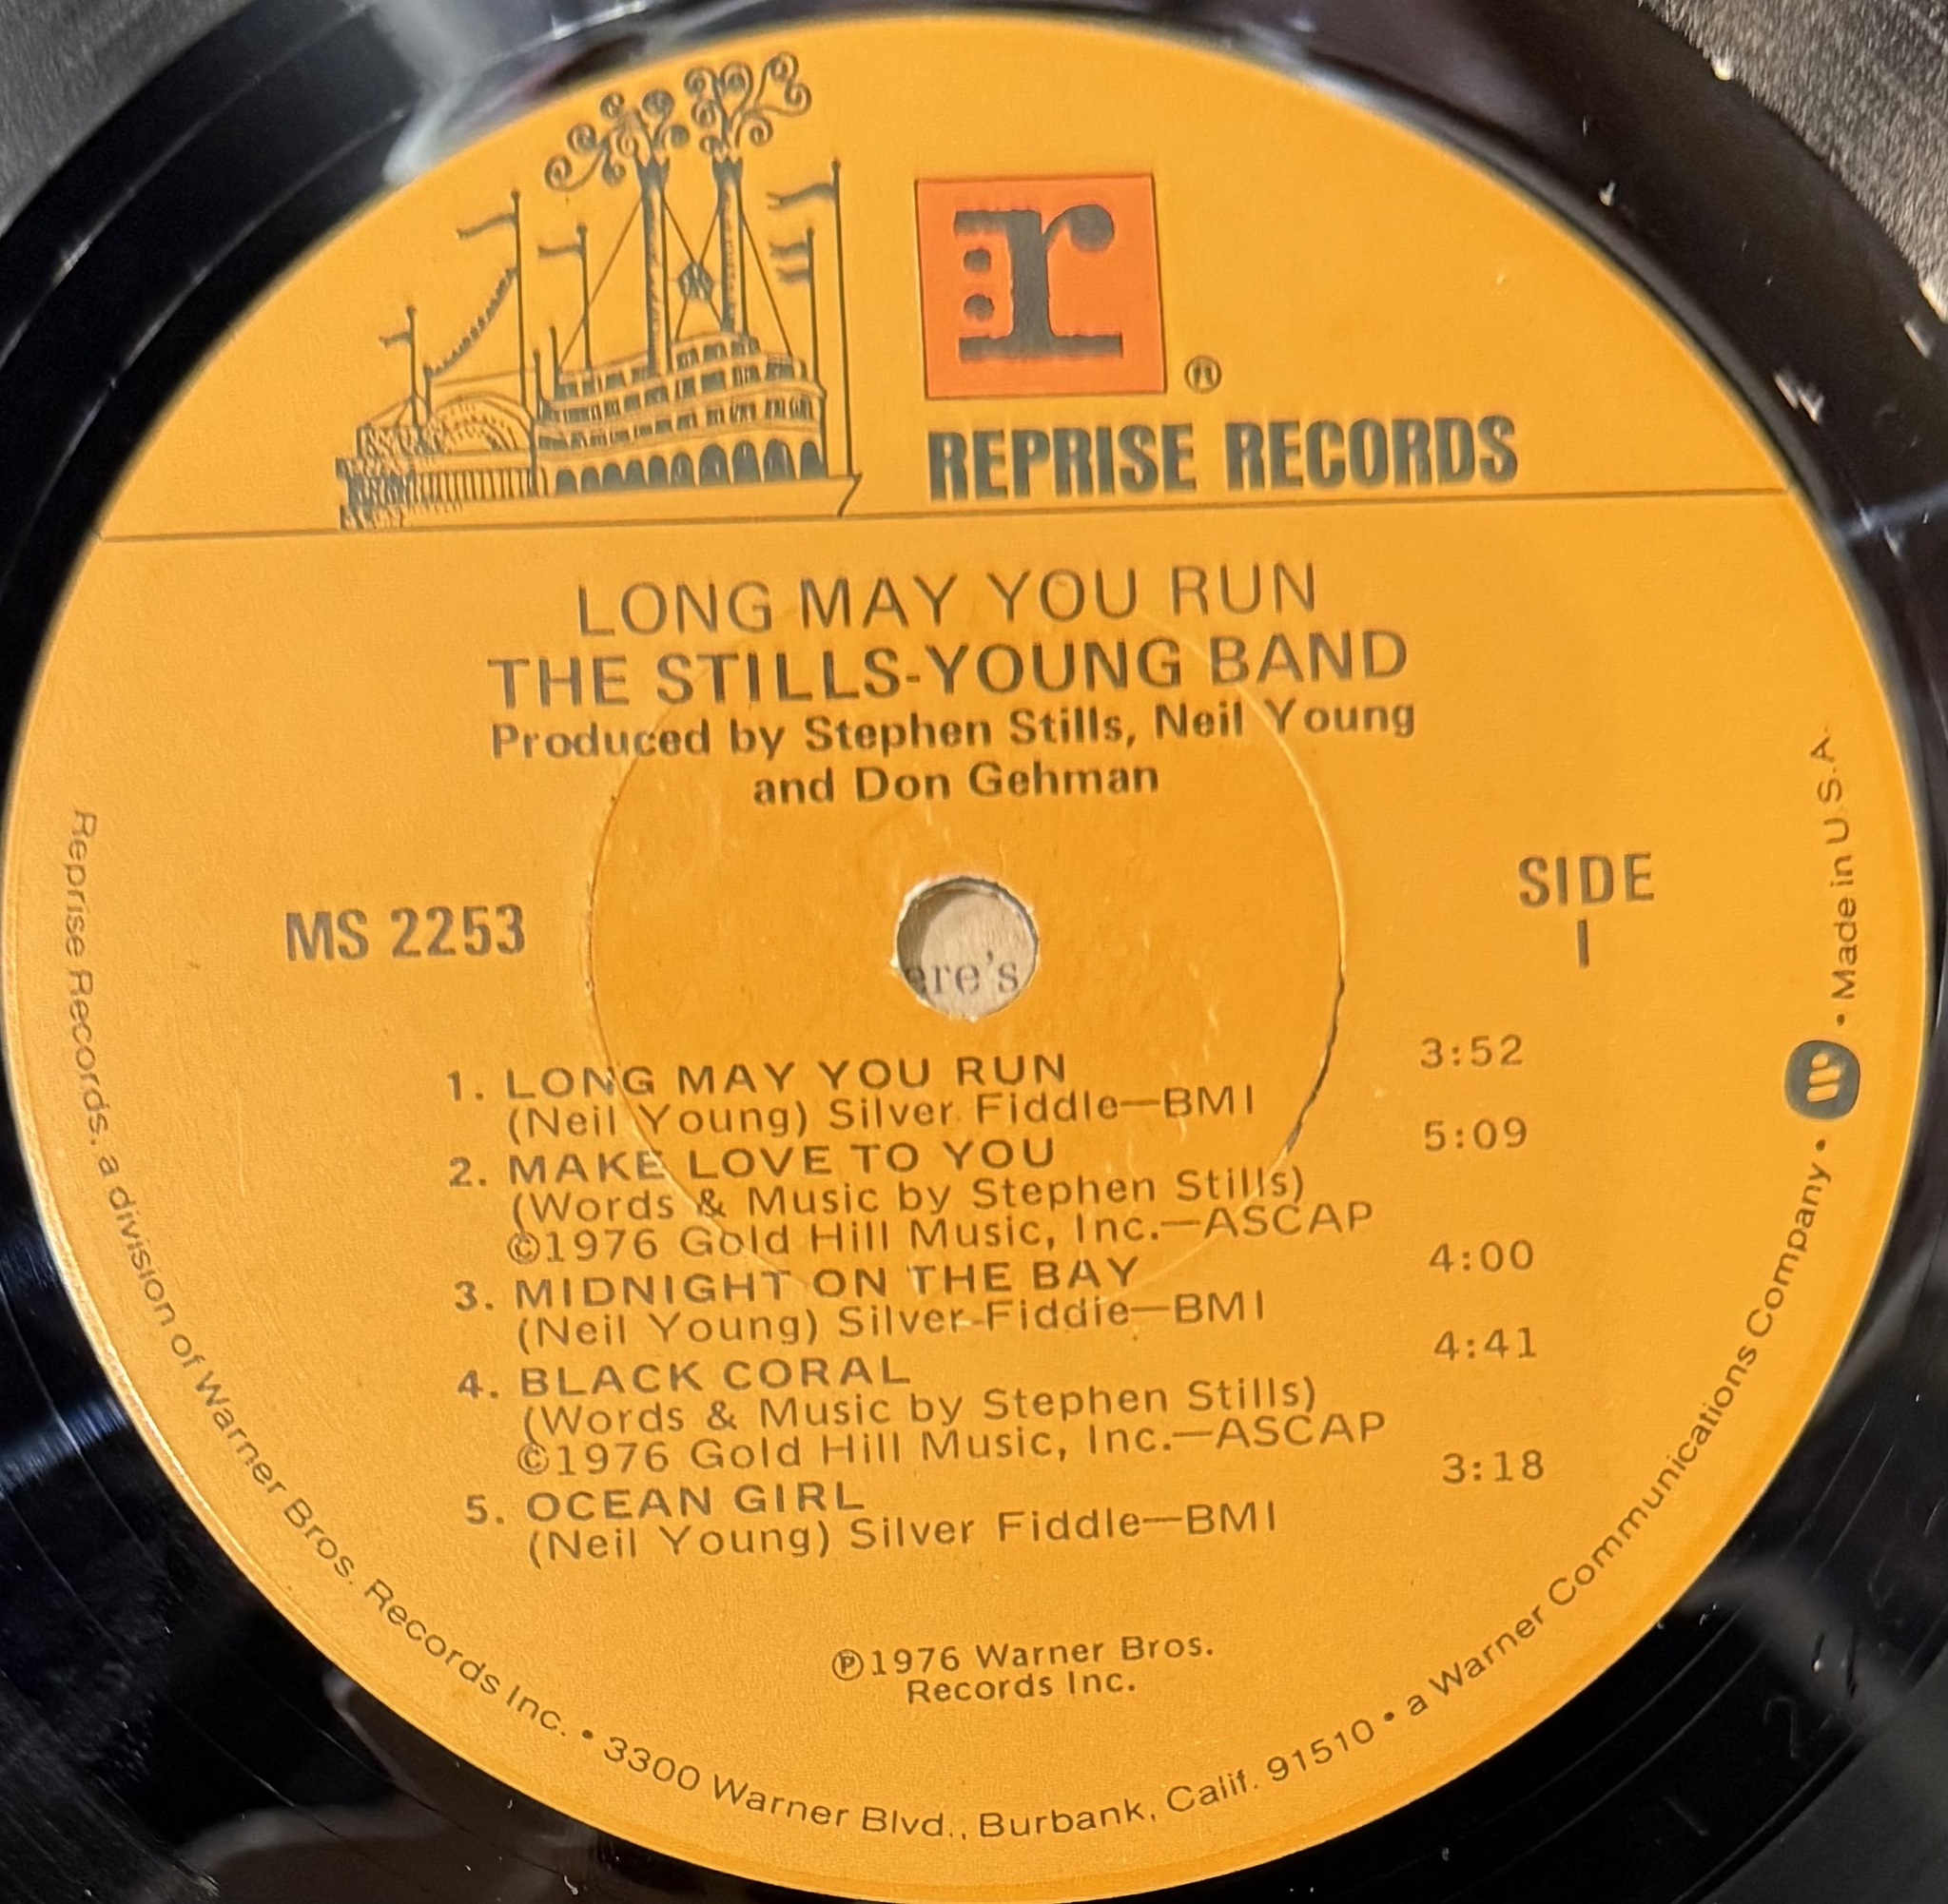 r
®
REPRISE RECORDS
LONG MAY YOU RUN
THE STILLS-YOUNG BAND
Produced by Stephen Stills, Neil Young
and Don Gehman
MS 2253
SIDE
1
ere's
1. LONG MAY YOU RUN 3:52
(Neil Young) Silver Fiddle—BMI
2. MAKE LOVE TO YOU 5:09
(Words & Music by Stephen Stills)
©1976 Gold Hill Music, Inc.—ASCAP
3. MIDNIGHT ON THE BAY 4:00
(Neil Young) Silver Fiddle—BMI
4. BLACK CORAL 4:41
(Words & Music by Stephen Stills)
©1976 Gold Hill Music, Inc.—ASCAP
5. OCEAN GIRL 3:18
(Neil Young) Silver Fiddle—BMI
℗1976 Warner Bros.
Records Inc.
Reprise Records, a division of Warner Bros. Records Inc. • 3300 Warner Blvd., Burbank, Calif. 91510 • a Warner Communications Company • W • Made in U.S.A.